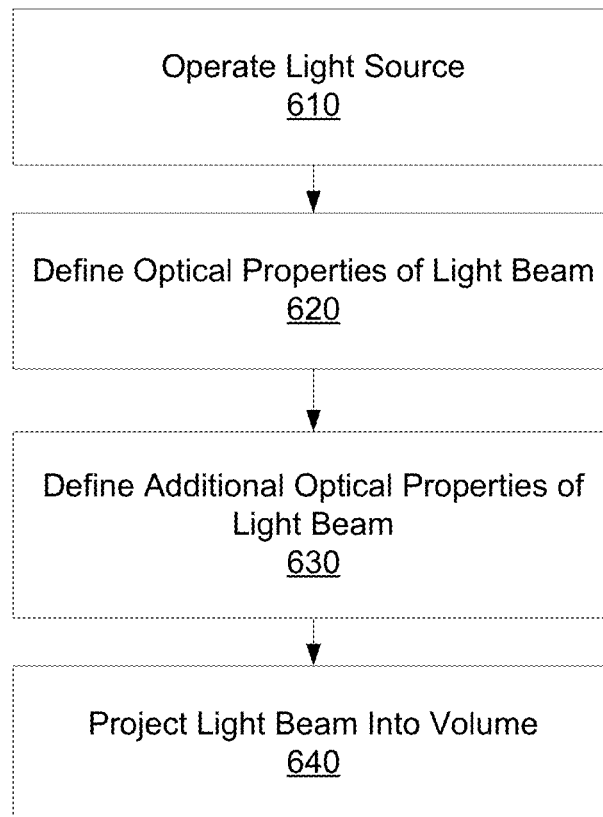 Operate Light Source
610
Define Optical Properties of Light Beam
620
Define Additional Optical Properties of
Light Beam
630
Project Light Beam Into Volume
640